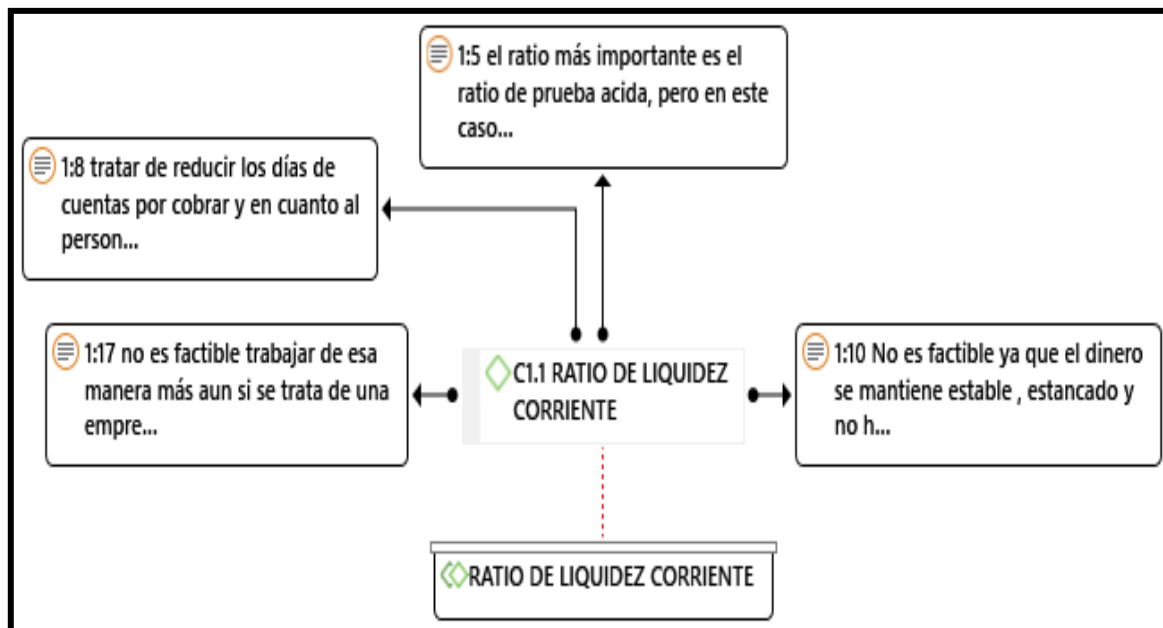 1:5 el ratio más importante es el
ratio de prueba acida, pero en este
caso...
1:8 tratar de reducir los días de
cuentas por cobrar y en cuanto al
person...
1:17 no es factible trabajar de esa
manera más aun si se trata de una
empre...
C1.1 RATIO DE LIQUIDEZ
CORRIENTE
1:10 No es factible ya que el dinero
se mantiene estable , estancado y
no h...
RATIO DE LIQUIDEZ CORRIENTE